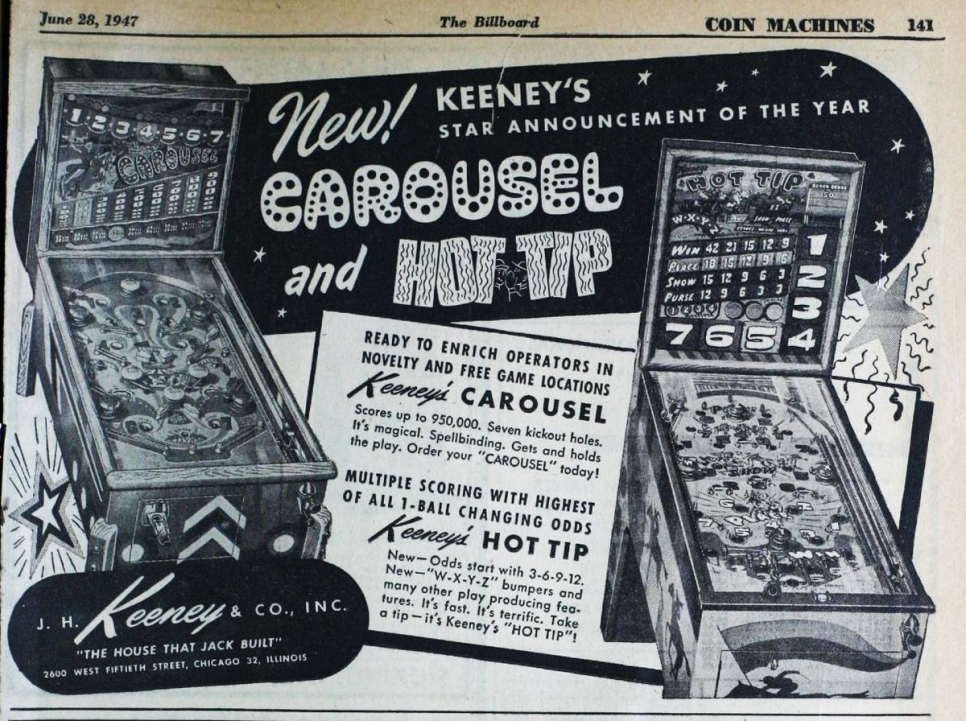 June 28, 1947 The Billboard COIN MACHINES 141
New! KEENEY'S
STAR ANNOUNCEMENT OF THE YEAR
CAROUSEL
and HOT TIP
1·2·3·4·5·6·7
CAROUSEL
HOT TIP
W·X·Y
WIN 42 21 15 12 9
PLACE 18 15 12 9 6
SHOW 15 12 9 6 3
PURSE 12 9 6 3 3
1
2
3
7 6 5 4
READY TO ENRICH OPERATORS IN
NOVELTY AND FREE GAME LOCATIONS
Keeney's CAROUSEL
Scores up to 950,000. Seven kickout holes.
It's magical. Spellbinding. Gets and holds
the play. Order your "CAROUSEL" today!
MULTIPLE SCORING WITH HIGHEST
OF ALL 1-BALL CHANGING ODDS
Keeney's HOT TIP
New—Odds start with 3-6-9-12.
New—"W-X-Y-Z" bumpers and
many other play producing fea-
tures. It's fast. It's terrific. Take
a tip—it's Keeney's "HOT TIP"!
J. H. Keeney & CO., INC.
"THE HOUSE THAT JACK BUILT"
2600 WEST FIFTIETH STREET, CHICAGO 32, ILLINOIS